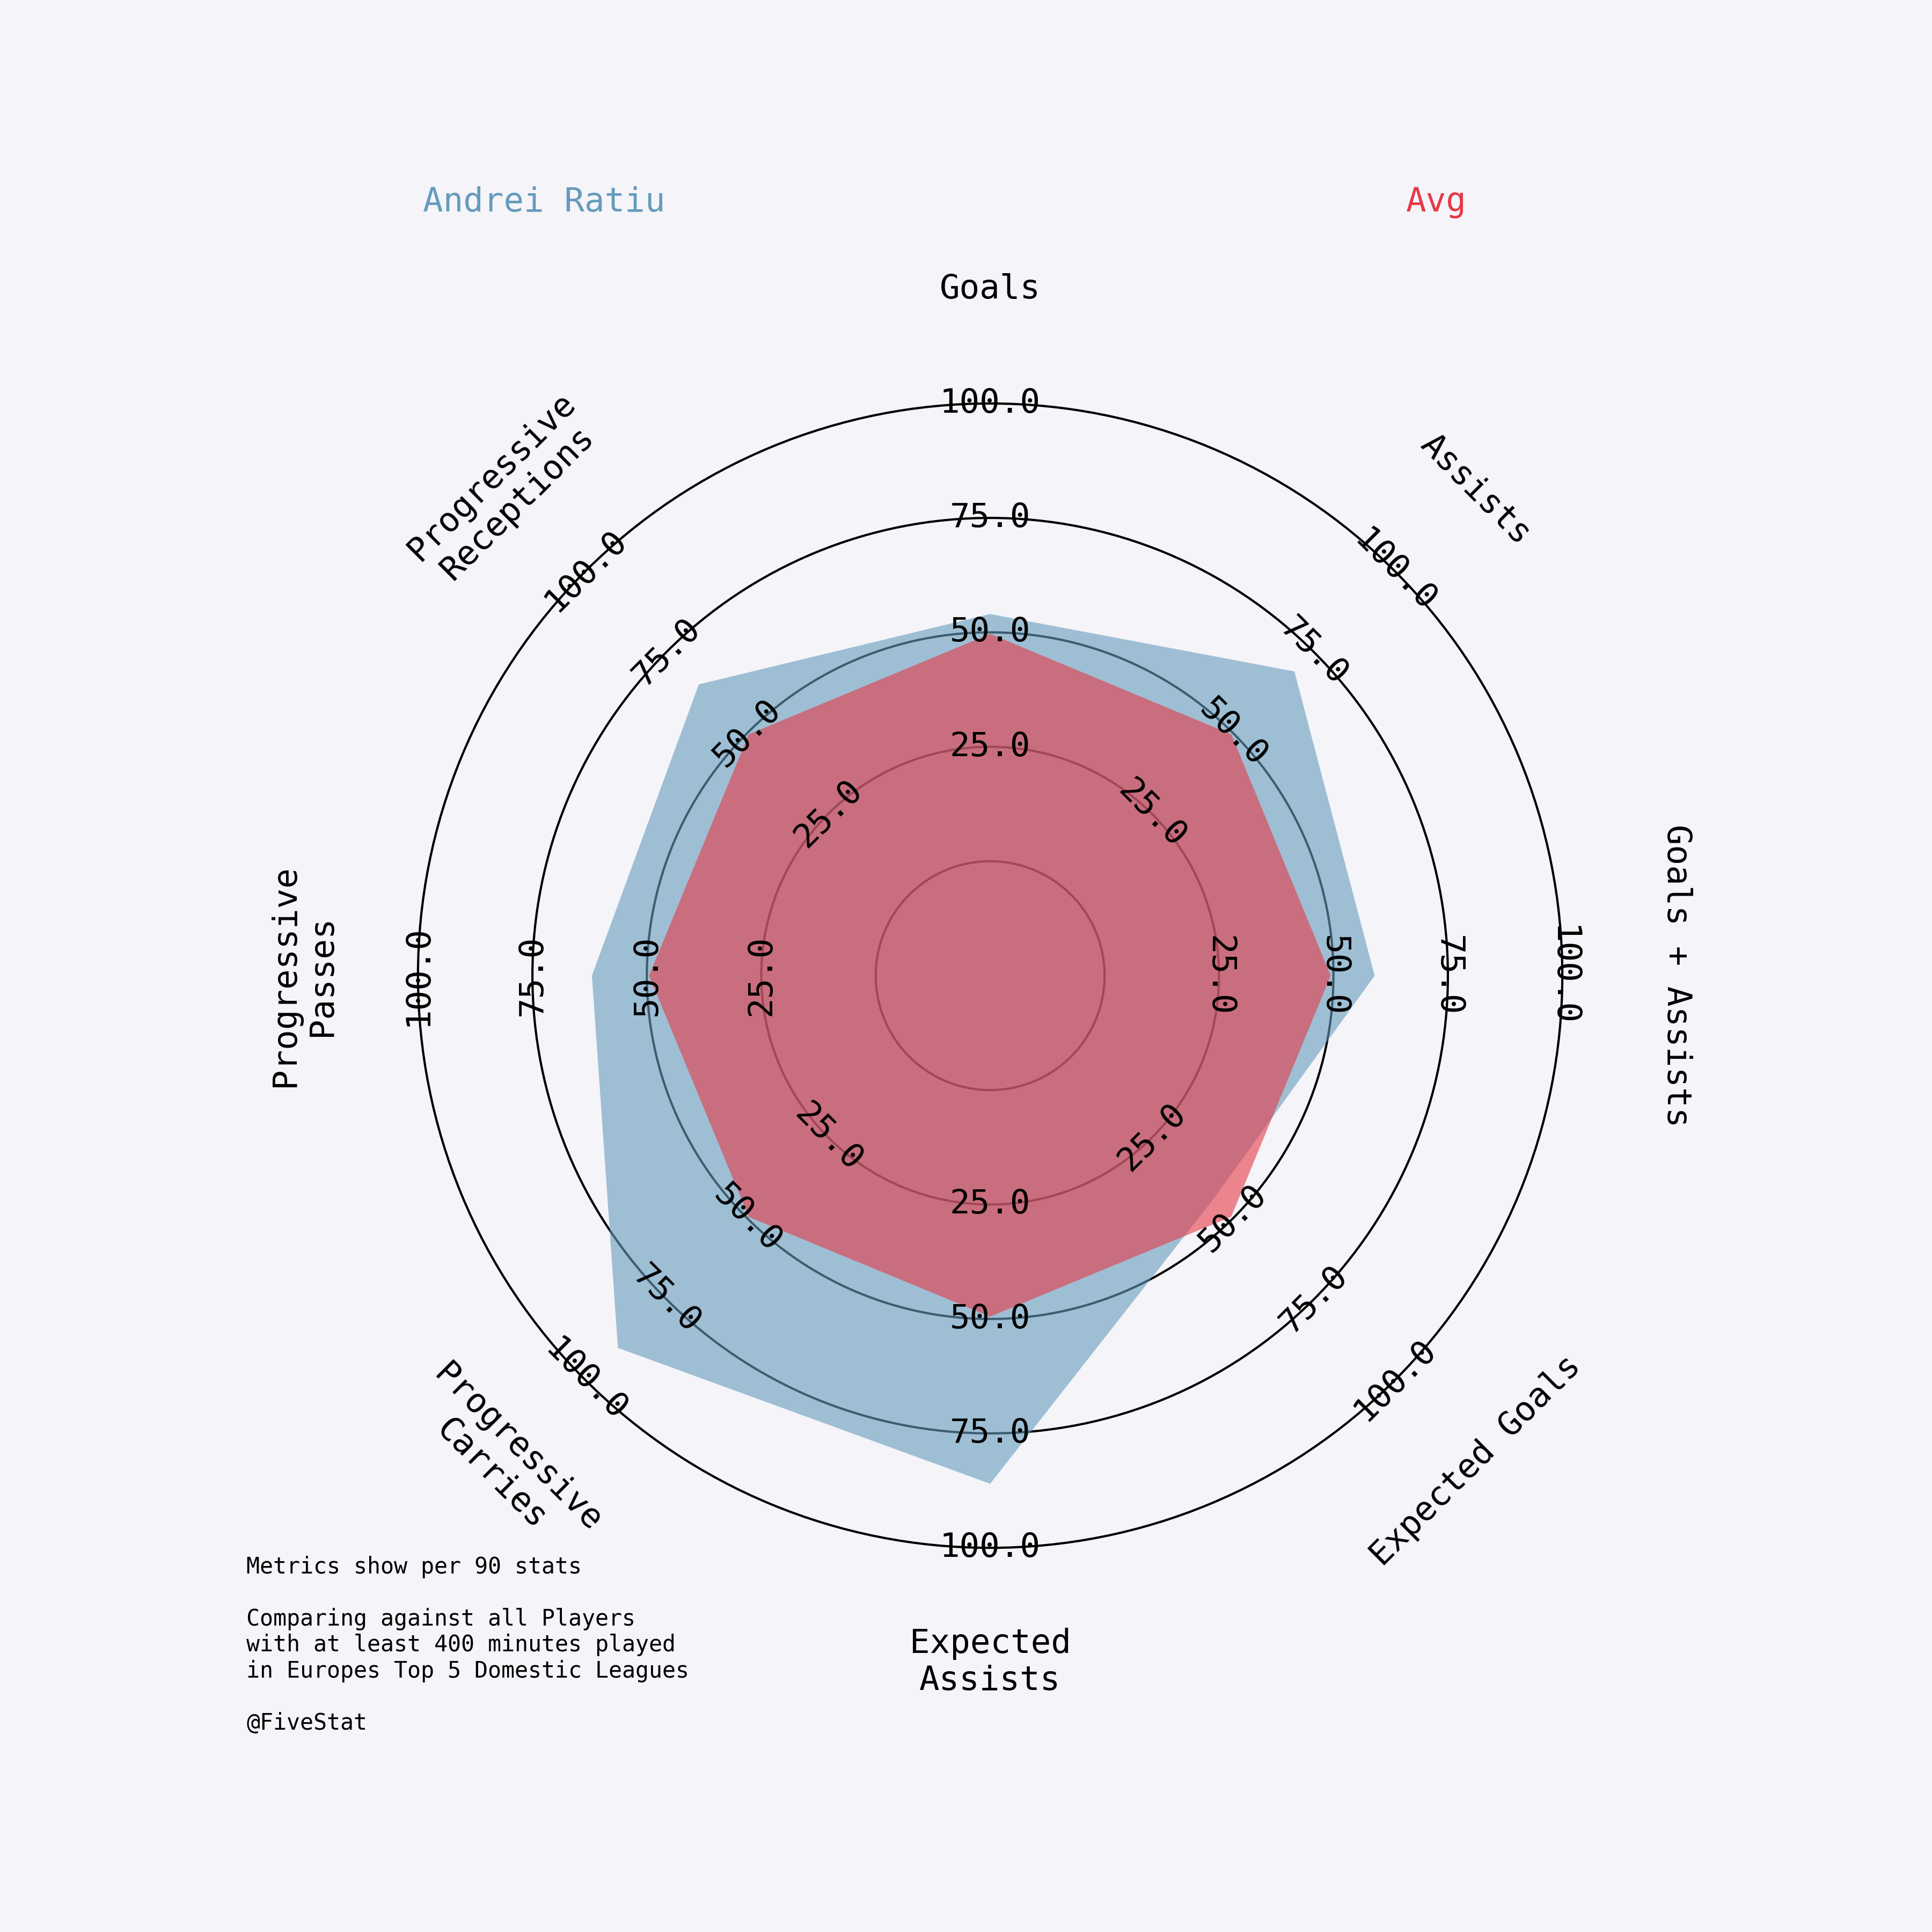 Andrei Ratiu
Avg
Goals
Assists
Goals + Assists
Expected Goals
Expected
Assists
Progressive
Carries
Progressive
Passes
Progressive
Receptions
25.0
50.0
75.0
100.0
25.0
50.0
75.0
100.0
25.0
50.0
75.0
100.0
25.0
50.0
75.0
100.0
25.0
50.0
75.0
100.0
25.0
50.0
75.0
100.0
25.0
50.0
75.0
100.0
25.0
50.0
75.0
100.0
Metrics show per 90 stats
Comparing against all Players
with at least 400 minutes played
in Europes Top 5 Domestic Leagues
@FiveStat